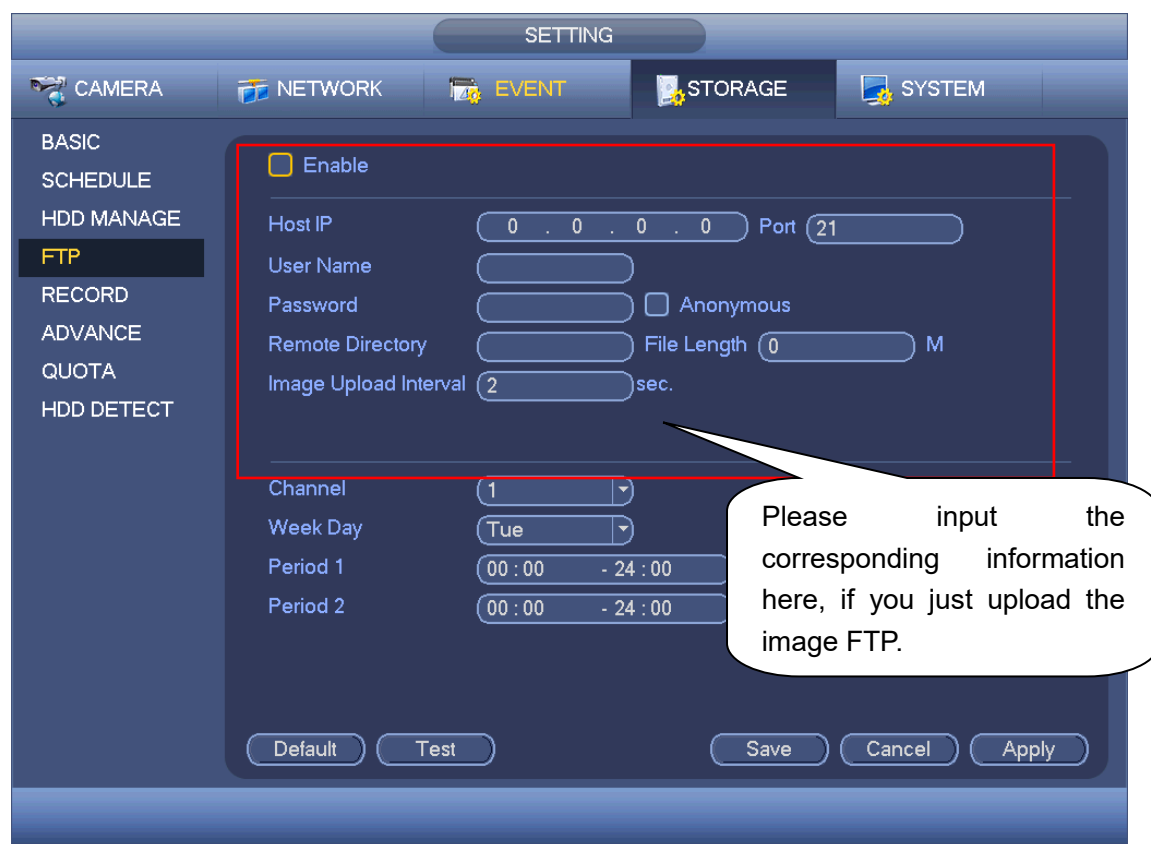 SETTING
CAMERA NETWORK EVENT STORAGE SYSTEM
BASIC
SCHEDULE
HDD MANAGE
FTP
RECORD
ADVANCE
QUOTA
HDD DETECT
Enable
Host IP 0 . 0 . 0 . 0 Port 21
User Name
Password Anonymous
Remote Directory File Length 0 M
Image Upload Interval 2 sec.
Channel 1
Week Day Tue
Period 1 00 : 00 - 24 : 00
Period 2 00 : 00 - 24 : 00
Please input the
corresponding information
here, if you just upload the
image FTP.
Default Test Save Cancel Apply